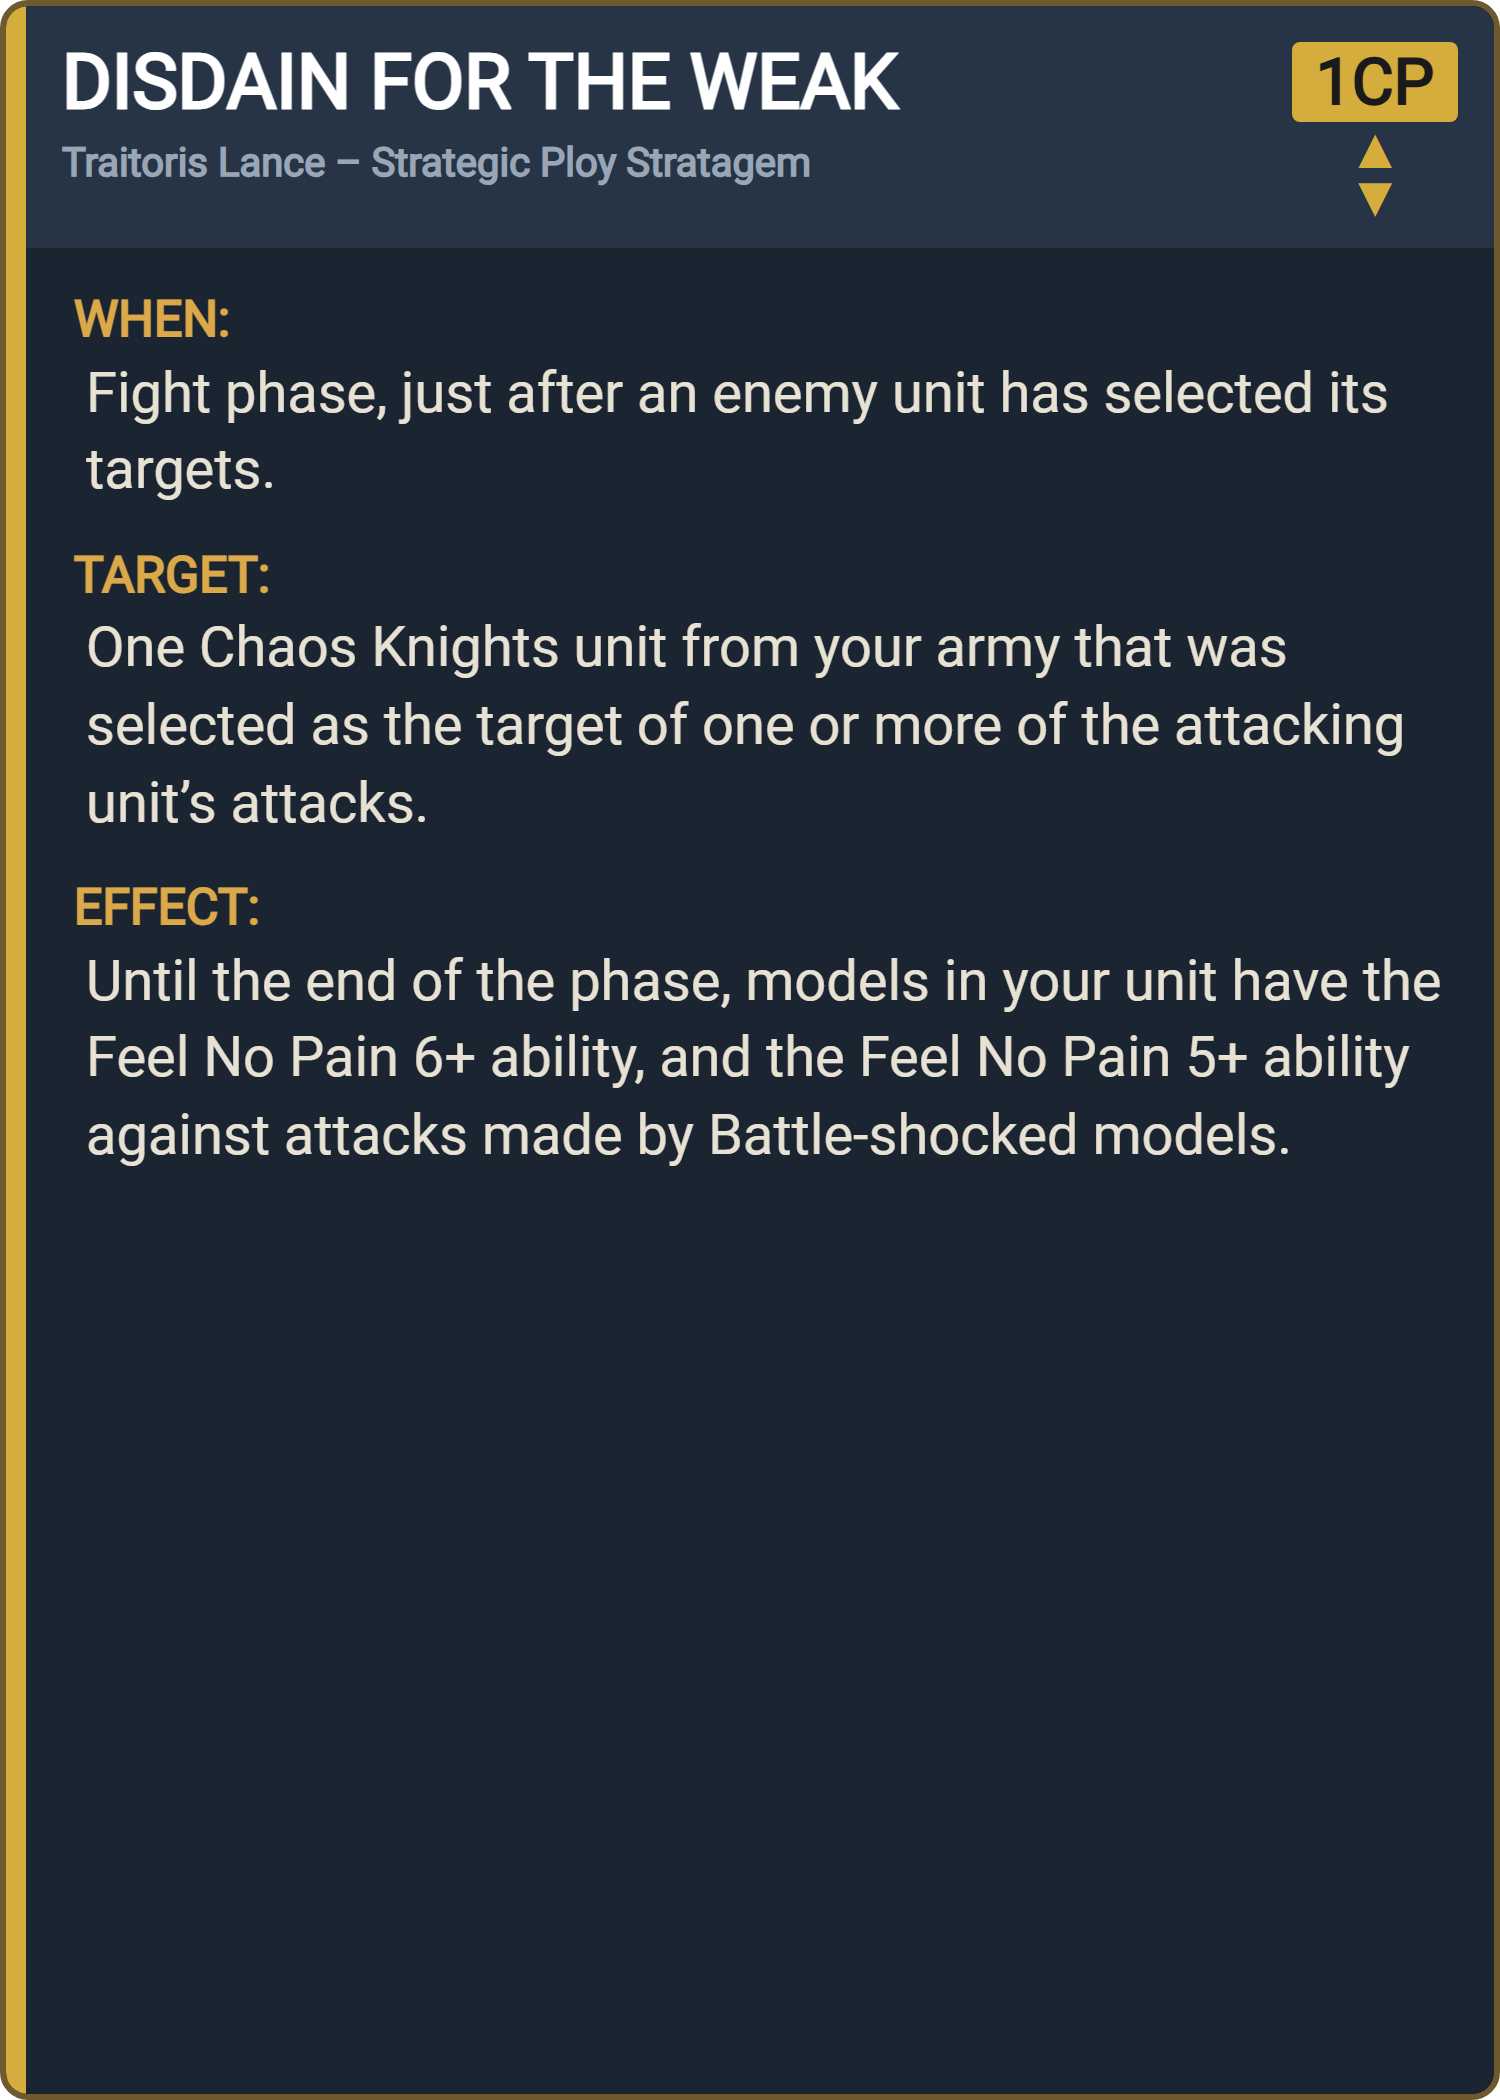 DISDAIN FOR THE WEAK
1CP
Traitoris Lance – Strategic Ploy Stratagem
▲
▼
WHEN:
Fight phase, just after an enemy unit has selected its
targets.
TARGET:
One Chaos Knights unit from your army that was
selected as the target of one or more of the attacking
unit’s attacks.
EFFECT:
Until the end of the phase, models in your unit have the
Feel No Pain 6+ ability, and the Feel No Pain 5+ ability
against attacks made by Battle-shocked models.